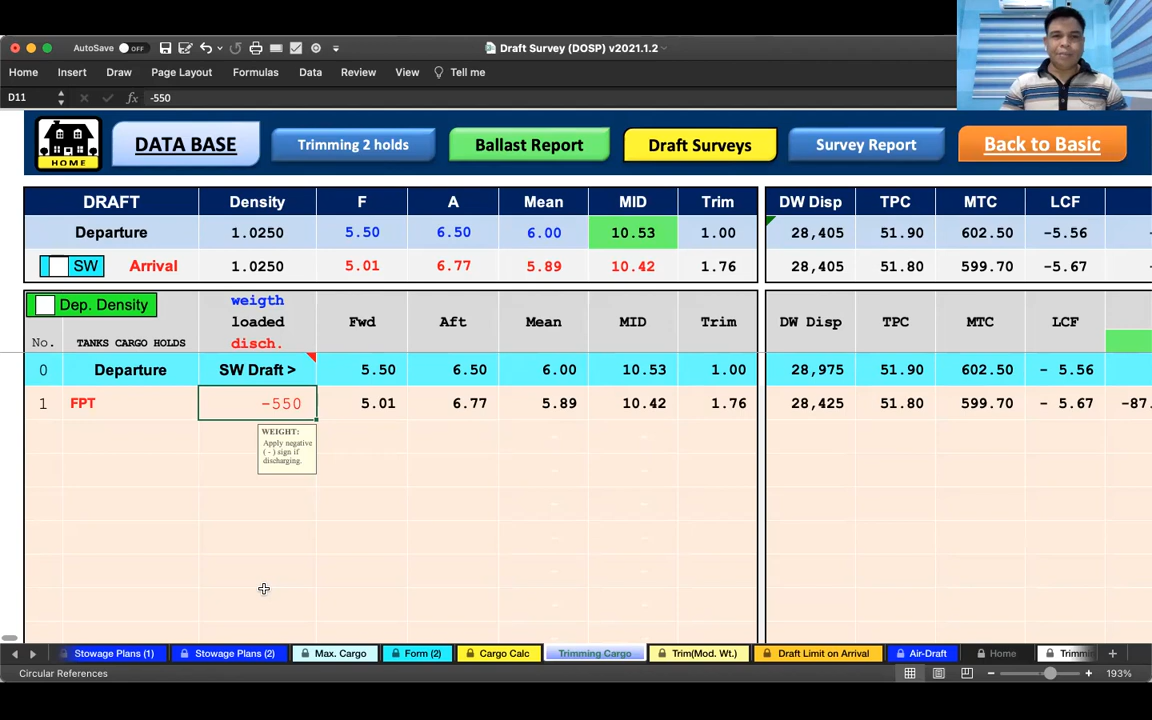 AutoSave OFF
Draft Survey (DOSP) v2021.1.2
Home Insert Draw Page Layout Formulas Data Review View Tell me
D11 fx -550
HOME
DATA BASE
Trimming 2 holds
Ballast Report
Draft Surveys
Survey Report
Back to Basic
DRAFT Density F A Mean MID Trim DW Disp TPC MTC LCF
Departure 1.0250 5.50 6.50 6.00 10.53 1.00 28,405 51.90 602.50 -5.56
SW Arrival 1.0250 5.01 6.77 5.89 10.42 1.76 28,405 51.80 599.70 -5.67
Dep. Density
weigth
loaded
disch.
Fwd Aft Mean MID Trim DW Disp TPC MTC LCF
No. TANKS CARGO HOLDS
0 Departure SW Draft > 5.50 6.50 6.00 10.53 1.00 28,975 51.90 602.50 - 5.56
1 FPT -550 5.01 6.77 5.89 10.42 1.76 28,425 51.80 599.70 - 5.67 -87.
WEIGHT:
Apply negative
( - ) sign if
discharging.
Stowage Plans (1) Stowage Plans (2) Max. Cargo Form (2) Cargo Calc Trimming Cargo Trim(Mod. Wt.) Draft Limit on Arrival Air-Draft Home Trimmin
Circular References
193%